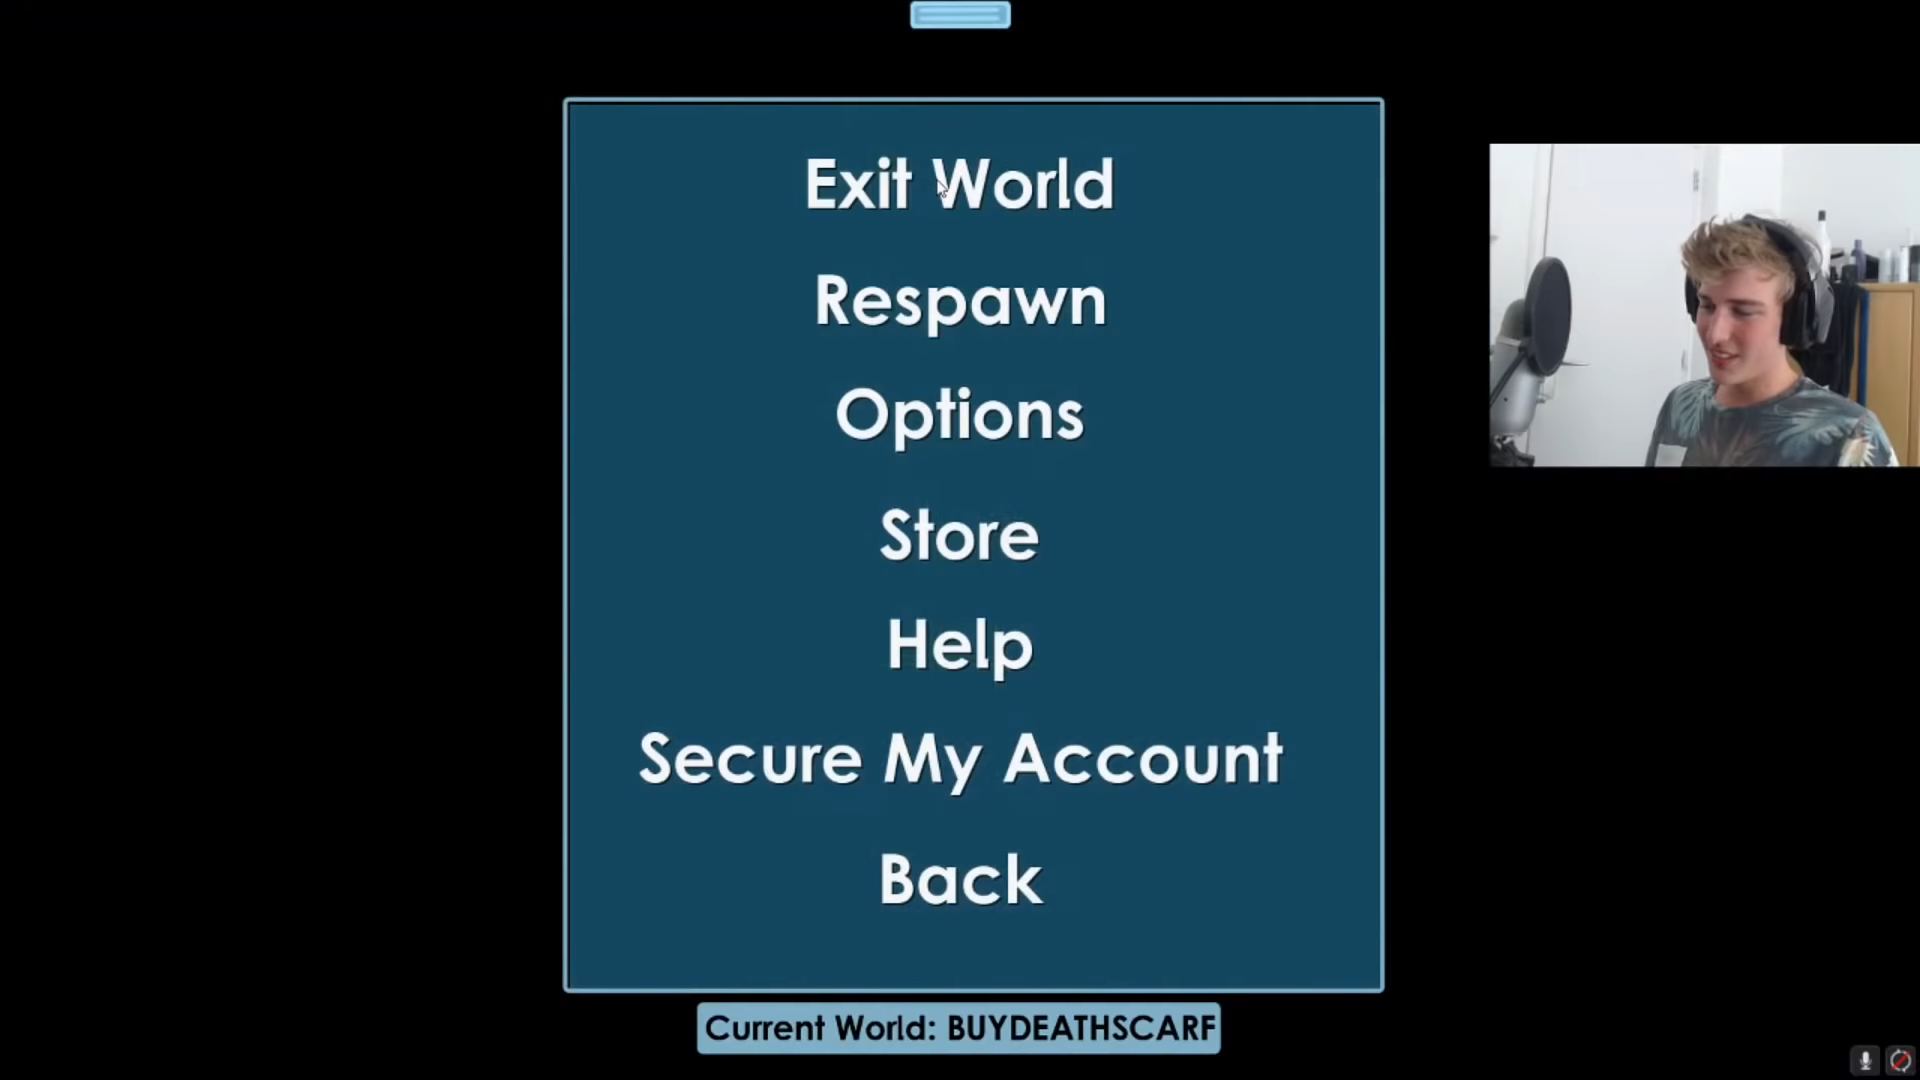 Exit World
Respawn
Options
Store
Help
Secure My Account
Back
Current World: BUYDEATHSCARF